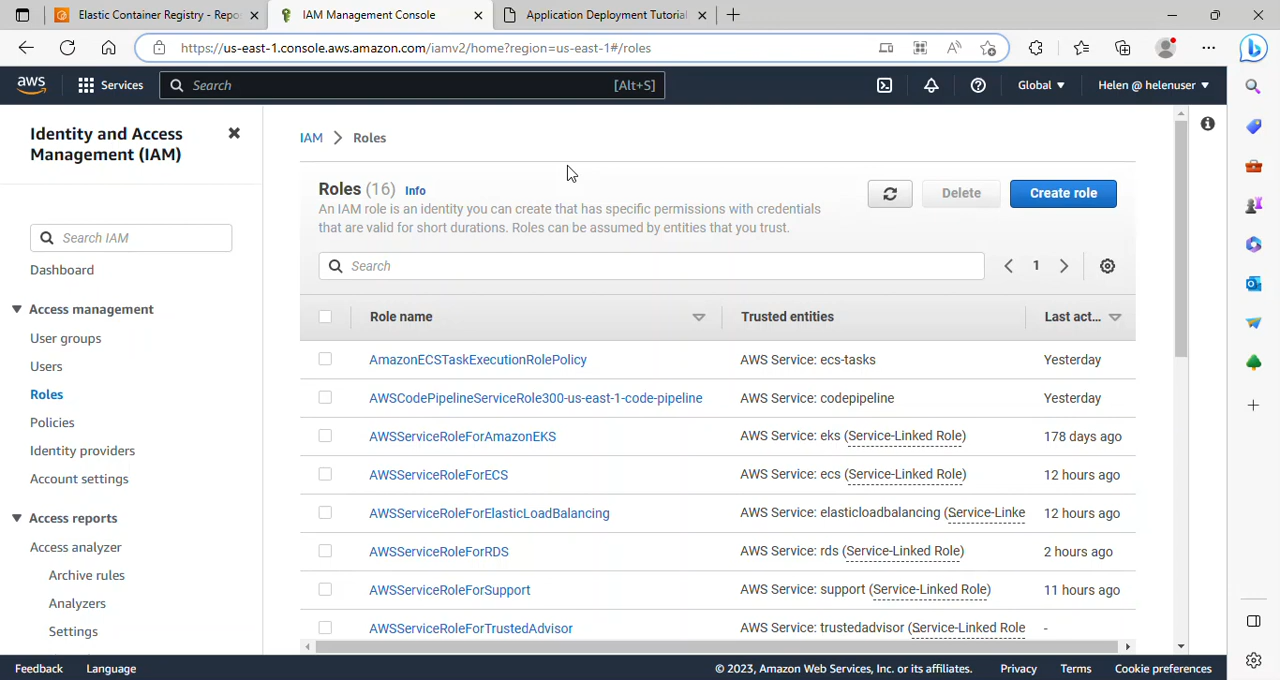 Elastic Container Registry - Repo
IAM Management Console
Application Deployment Tutorial
https://us-east-1.console.aws.amazon.com/iamv2/home?region=us-east-1#/roles
aws
Services
Search
[Alt+S]
Global
Helen @ helenuser
Identity and Access
Management (IAM)
Search IAM
Dashboard
Access management
User groups
Users
Roles
Policies
Identity providers
Account settings
Access reports
Access analyzer
Archive rules
Analyzers
Settings
IAM > Roles
Roles (16) Info
An IAM role is an identity you can create that has specific permissions with credentials
that are valid for short durations. Roles can be assumed by entities that you trust.
Delete
Create role
Search
1
Role name Trusted entities Last act...
AmazonECSTaskExecutionRolePolicy AWS Service: ecs-tasks Yesterday
AWSCodePipelineServiceRole300-us-east-1-code-pipeline AWS Service: codepipeline Yesterday
AWSServiceRoleForAmazonEKS AWS Service: eks (Service-Linked Role) 178 days ago
AWSServiceRoleForECS AWS Service: ecs (Service-Linked Role) 12 hours ago
AWSServiceRoleForElasticLoadBalancing AWS Service: elasticloadbalancing (Service-Linke 12 hours ago
AWSServiceRoleForRDS AWS Service: rds (Service-Linked Role) 2 hours ago
AWSServiceRoleForSupport AWS Service: support (Service-Linked Role) 11 hours ago
AWSServiceRoleForTrustedAdvisor AWS Service: trustedadvisor (Service-Linked Role -
Feedback Language © 2023, Amazon Web Services, Inc. or its affiliates. Privacy Terms Cookie preferences